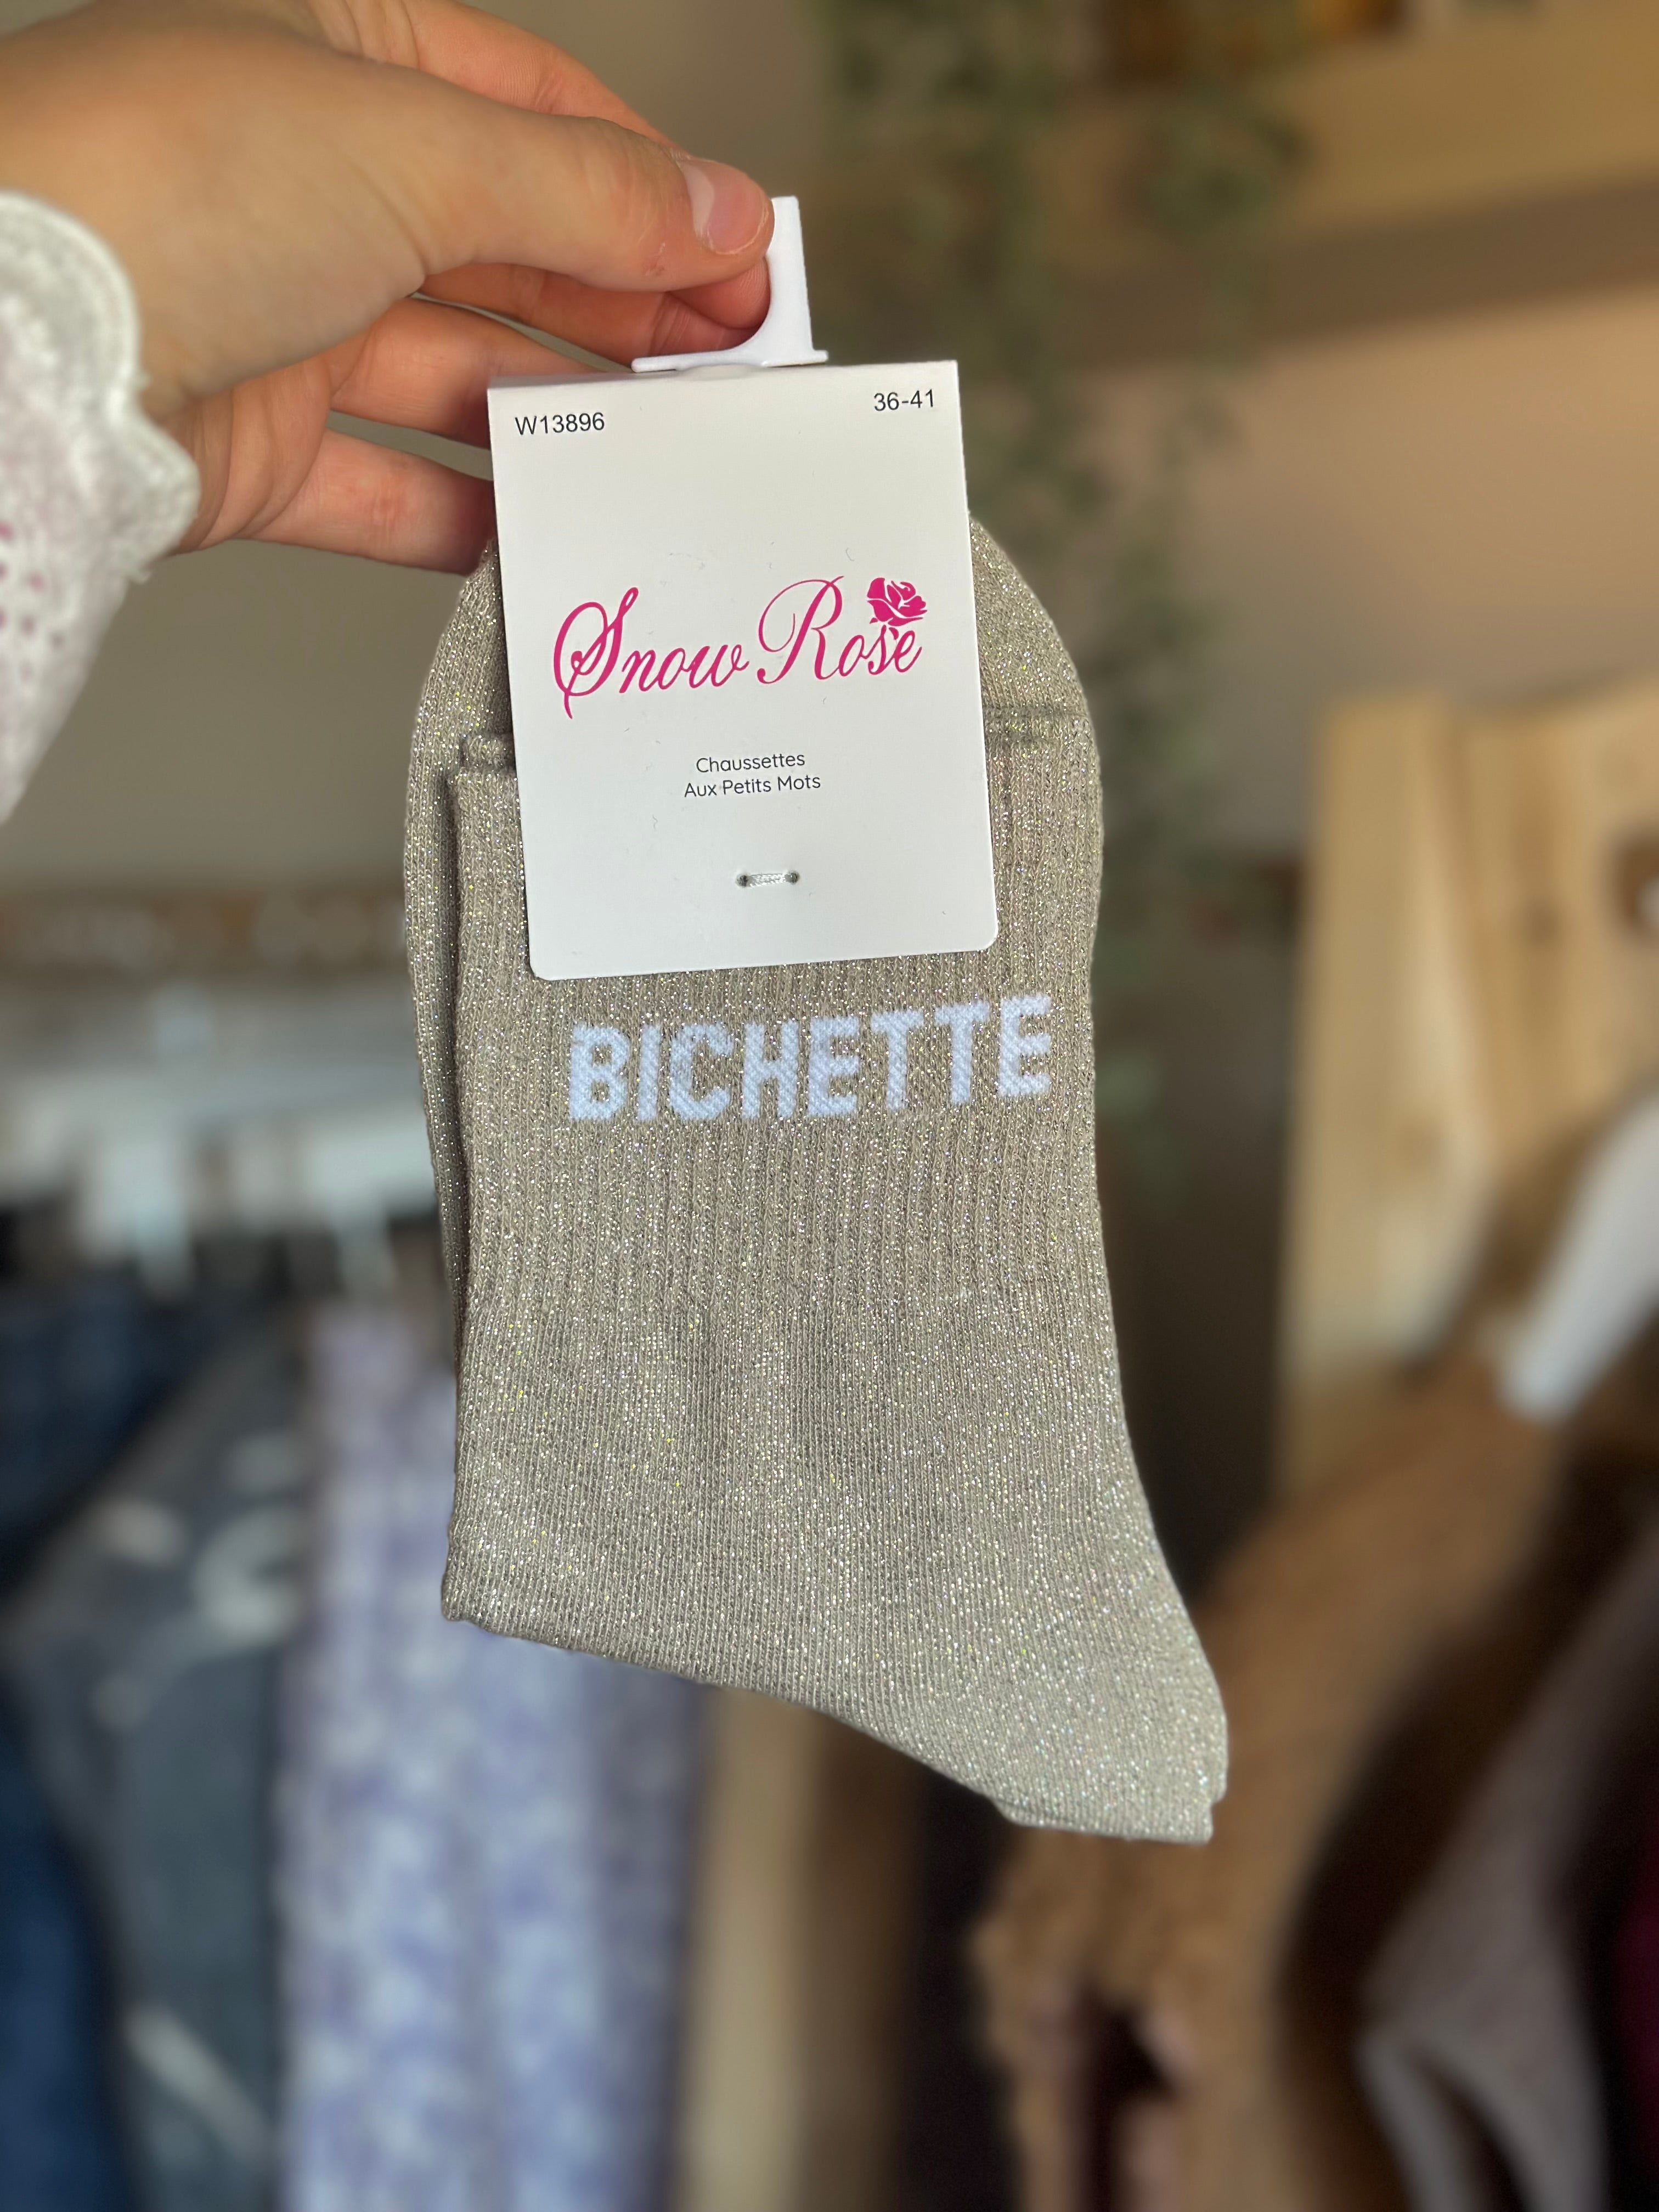 W13896 36-41
Snow Rose
Chaussettes
Aux Petits Mots
BICHETTE